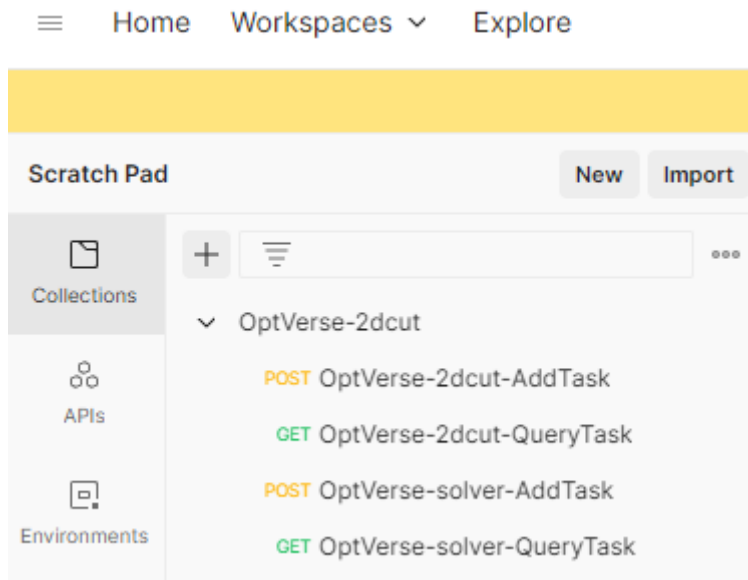 Home Workspaces Explore
Scratch Pad New Import
Collections
OptVerse-2dcut
POST OptVerse-2dcut-AddTask
APIs
GET OptVerse-2dcut-QueryTask
POST OptVerse-solver-AddTask
Environments
GET OptVerse-solver-QueryTask